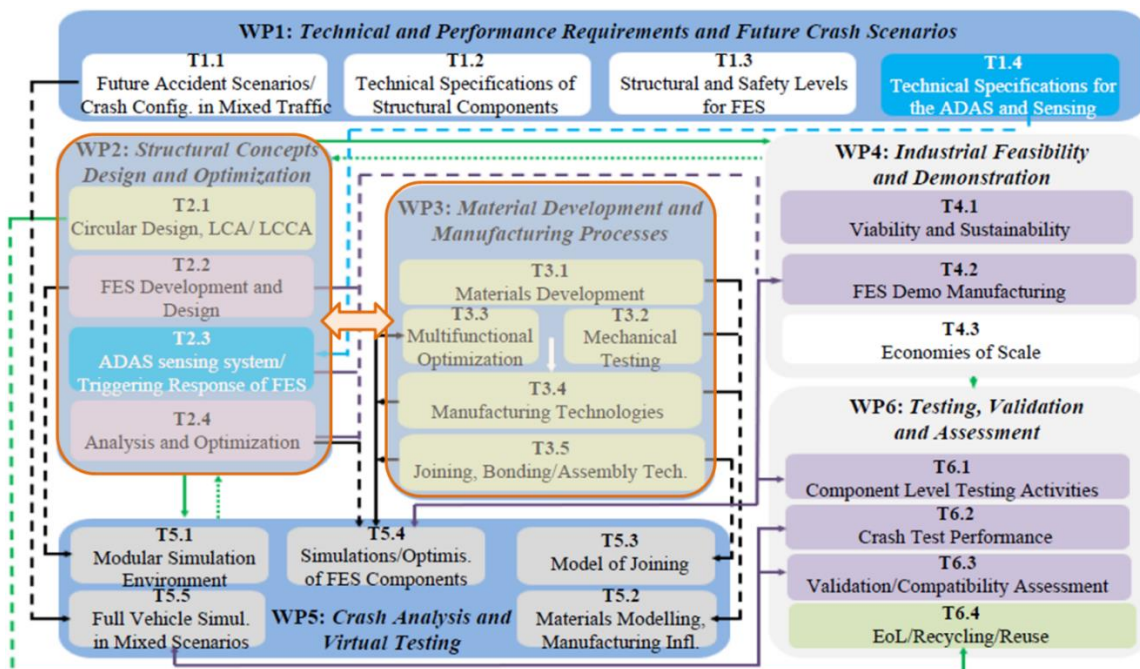 WP1: Technical and Performance Requirements and Future Crash Scenarios
T1.1
Future Accident Scenarios/
Crash Config. in Mixed Traffic
T1.2
Technical Specifications of
Structural Components
T1.3
Structural and Safety Levels
for FES
T1.4
Technical Specifications for
the ADAS and Sensing
WP2: Structural Concepts
Design and Optimization
T2.1
Circular Design, LCA/ LCCA
T2.2
FES Development and
Design
T2.3
ADAS sensing system/
Triggering Response of FES
T2.4
Analysis and Optimization
WP3: Material Development and
Manufacturing Processes
T3.1
Materials Development
T3.3
Multifunctional
Optimization
T3.2
Mechanical
Testing
T3.4
Manufacturing Technologies
T3.5
Joining, Bonding/Assembly Tech.
WP4: Industrial Feasibility
and Demonstration
T4.1
Viability and Sustainability
T4.2
FES Demo Manufacturing
T4.3
Economies of Scale
WP6: Testing, Validation
and Assessment
T6.1
Component Level Testing Activities
T6.2
Crash Test Performance
T6.3
Validation/Compatibility Assessment
T6.4
EoL/Recycling/Reuse
T5.1
Modular Simulation
Environment
T5.4
Simulations/Optimis.
of FES Components
T5.3
Model of Joining
T5.5
Full Vehicle Simul.
in Mixed Scenarios
WP5: Crash Analysis and
Virtual Testing
T5.2
Materials Modelling,
Manufacturing Infl.